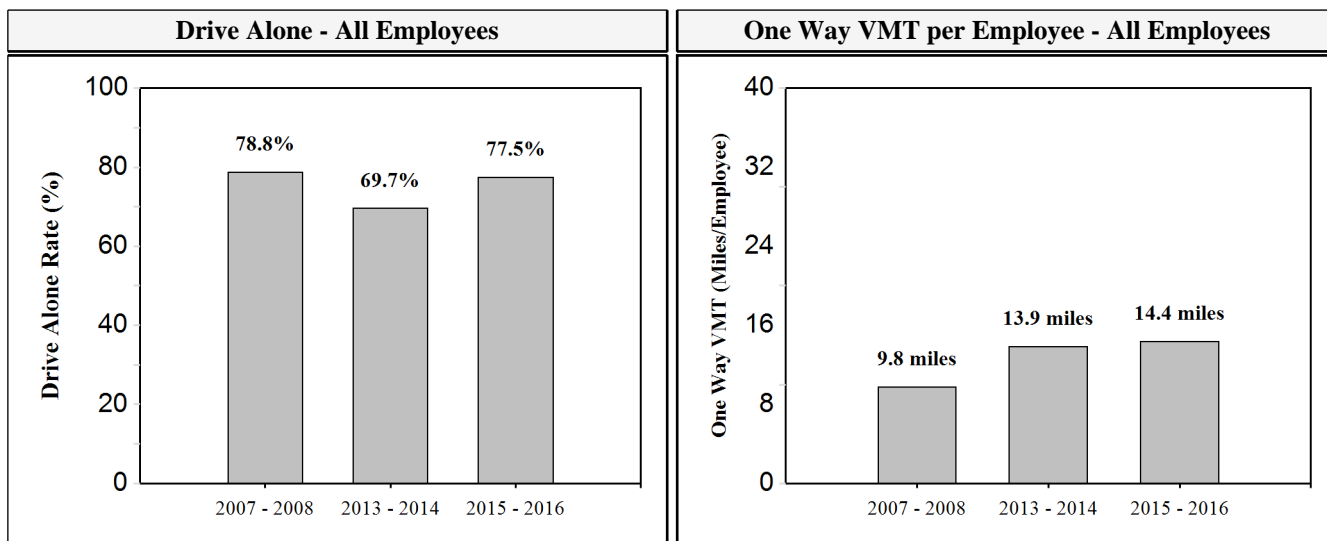 Drive Alone - All Employees
One Way VMT per Employee - All Employees
Drive Alone Rate (%)
100
80
60
40
20
0
78.8%
69.7%
77.5%
2007 - 2008
2013 - 2014
2015 - 2016
One Way VMT (Miles/Employee)
40
32
24
16
8
0
9.8 miles
13.9 miles
14.4 miles
2007 - 2008
2013 - 2014
2015 - 2016